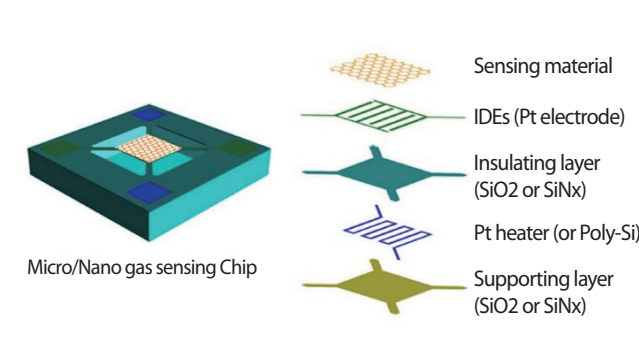 Sensing material
IDEs (Pt electrode)
Insulating layer
(SiO2 or SiNx)
Pt heater (or Poly-Si)
Supporting layer
(SiO2 or SiNx)
Micro/Nano gas sensing Chip